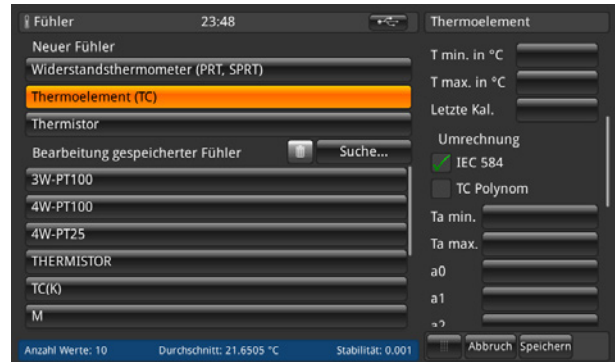 Fühler 23:48
Neuer Fühler
Widerstandsthermometer (PRT, SPRT)
Thermoelement (TC)
Thermistor
Bearbeitung gespeicherter Fühler Suche...
3W-PT100
4W-PT100
4W-PT25
THERMISTOR
TC(K)
M
Anzahl Werte: 10 Durchschnitt: 21.6505 °C Stabilität: 0.001
Thermoelement
T min. in °C
T max. in °C
Letzte Kal.
Umrechnung
IEC 584
TC Polynom
Ta min.
Ta max.
a0
a1
a2
Abbruch Speichern